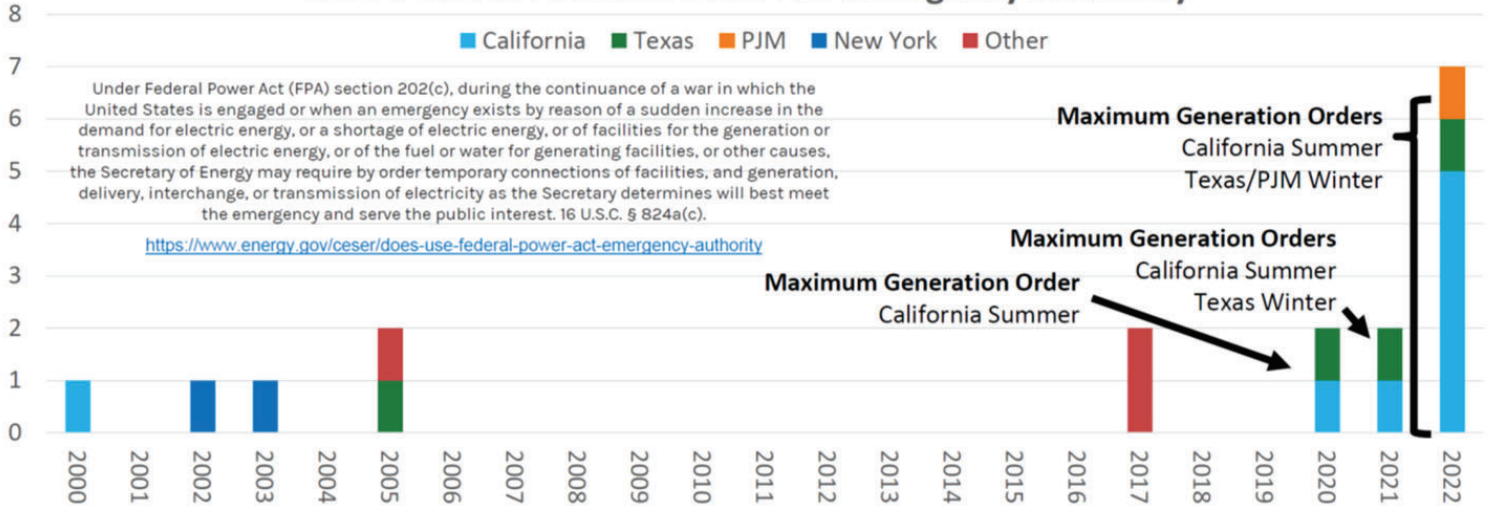 8
California Texas PJM New York Other
7
Under Federal Power Act (FPA) section 202(c), during the continuance of a war in which the
United States is engaged or when an emergency exists by reason of a sudden increase in the
demand for electric energy, or a shortage of electric energy, or of facilities for the generation or
transmission of electric energy, or of the fuel or water for generating facilities, or other causes,
the Secretary of Energy may require by order temporary connections of facilities, and generation,
delivery, interchange, or transmission of electricity as the Secretary determines will best meet
the emergency and serve the public interest. 16 U.S.C. § 824a(c).
https://www.energy.gov/ceser/does-use-federal-power-act-emergency-authority
Maximum Generation Orders
California Summer
Texas/PJM Winter
Maximum Generation Orders
California Summer
Texas Winter
Maximum Generation Order
California Summer
6
5
4
3
2
1
0
2000
2001
2002
2003
2004
2005
2006
2007
2008
2009
2010
2011
2012
2013
2014
2015
2016
2017
2018
2019
2020
2021
2022